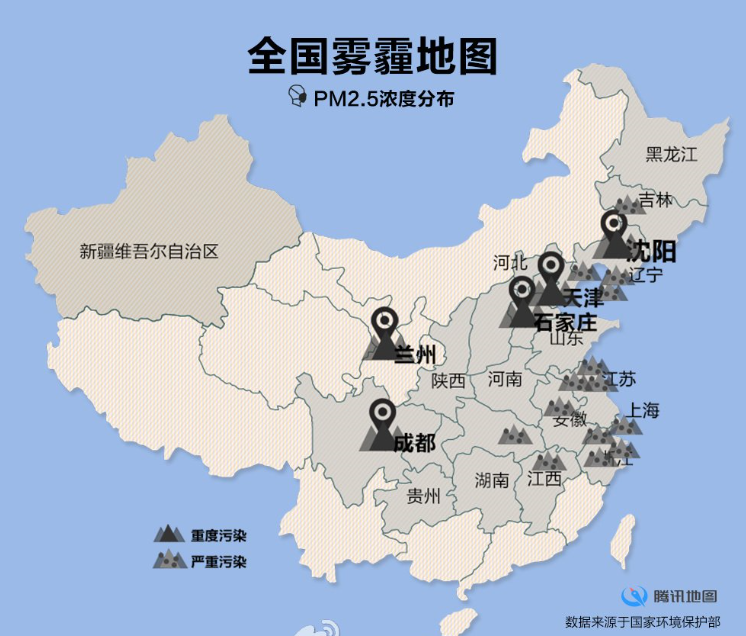 全国雾霾地图
PM2.5浓度分布
黑龙江
吉林
新疆维吾尔自治区
沈阳
河北
辽宁
天津
石家庄
山东
兰州
陕西
河南
江苏
上海
安徽
成都
江
湖南
江西
贵州
重度污染
严重污染
腾讯地图
数据来源于国家环境保护部